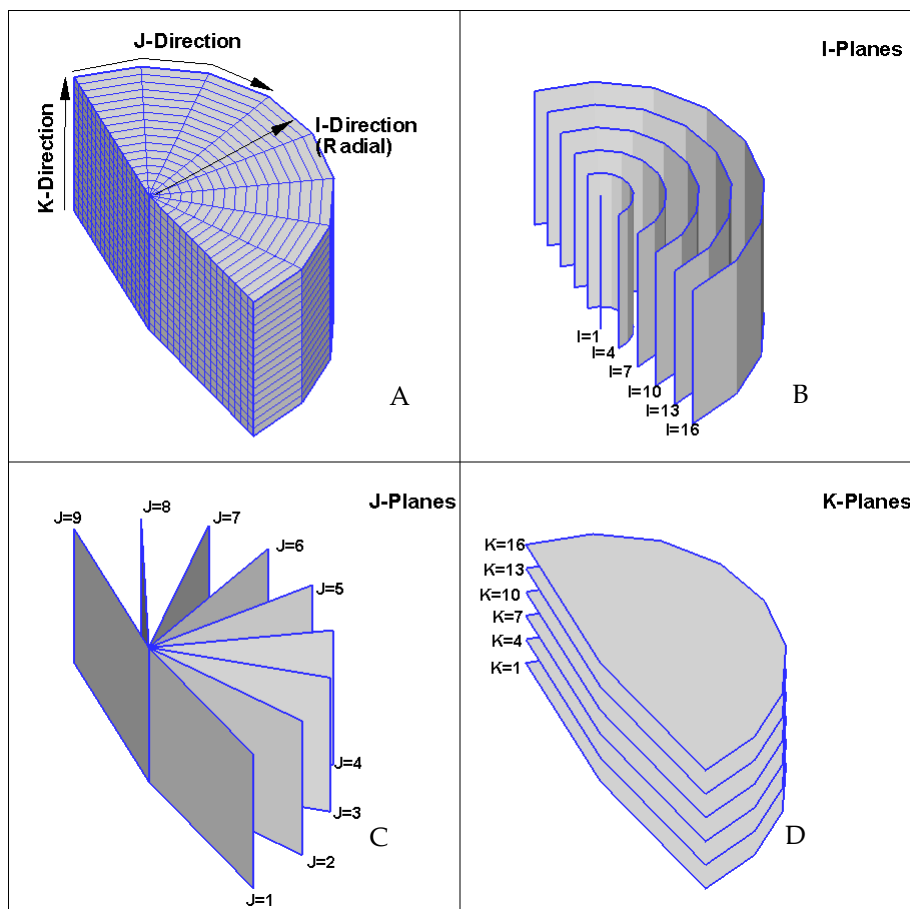 J-Direction
K-Direction
I-Direction
(Radial)
A
I-Planes
I=1
I=4
I=7
I=10
I=13
I=16
B
J-Planes
J=9
J=8
J=7
J=6
J=5
J=4
J=3
J=2
J=1
C
K-Planes
K=16
K=13
K=10
K=7
K=4
K=1
D